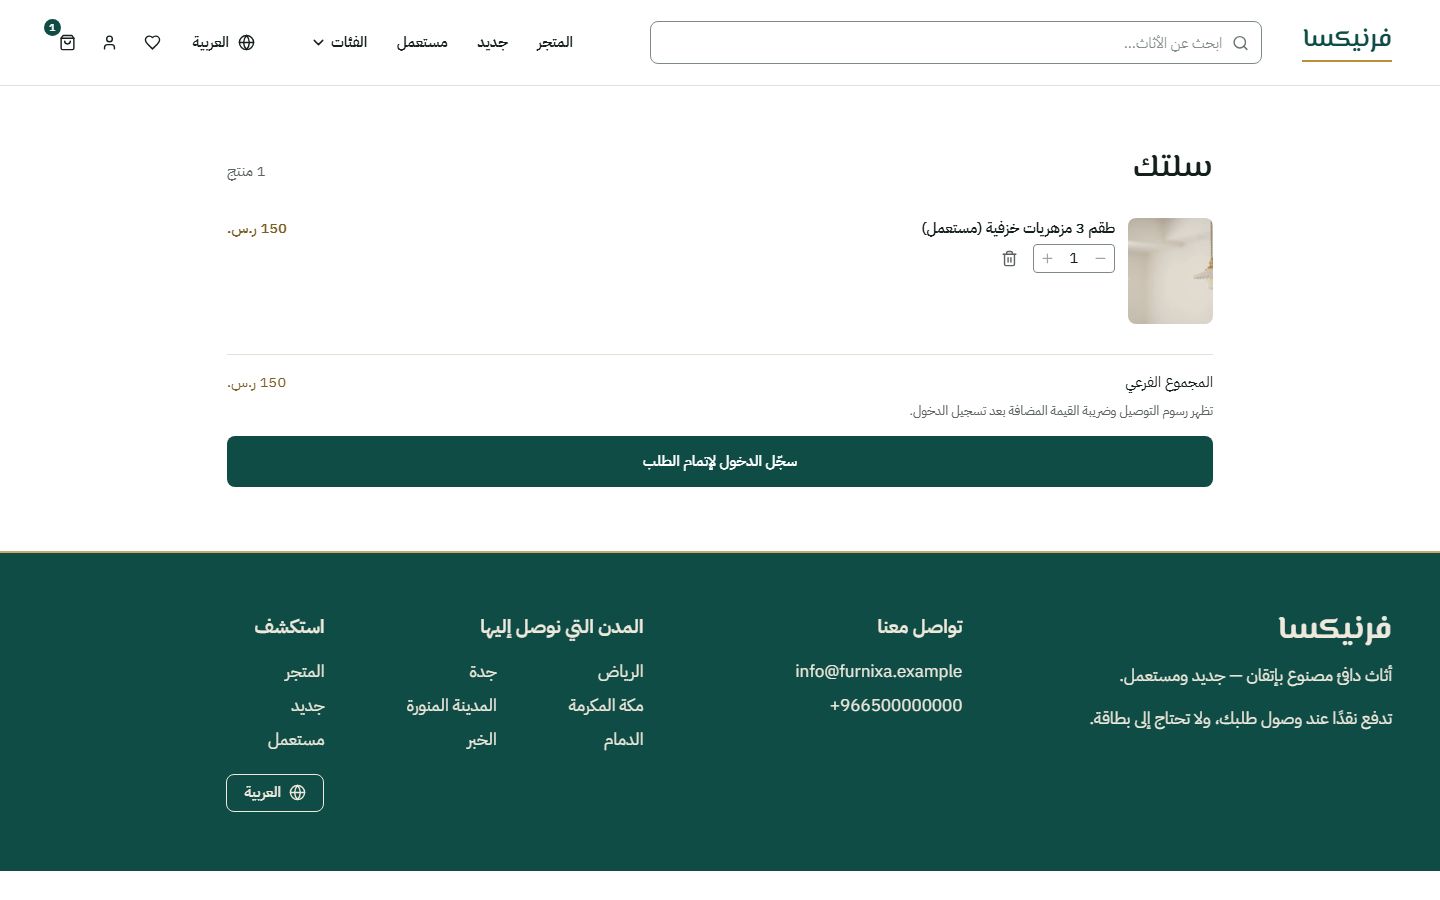 فرنيكسا
ابحث عن الأثاث...
المتجر
جديد
مستعمل
الفئات
العربية
1
سلتك
1 منتج
طقم 3 مزهريات خزفية (مستعمل)
150 ر.س.
1
المجموع الفرعي
150 ر.س.
تظهر رسوم التوصيل وضريبة القيمة المضافة بعد تسجيل الدخول.
سجّل الدخول لإتمام الطلب
فرنيكسا
أثاث دافئ مصنوع بإتقان — جديد ومستعمل.
تدفع نقدًا عند وصول طلبك، ولا تحتاج إلى بطاقة.
تواصل معنا
info@furnixa.example
+966500000000
المدن التي نوصل إليها
الرياض
جدة
مكة المكرمة
المدينة المنورة
الدمام
الخبر
استكشف
المتجر
جديد
مستعمل
العربية